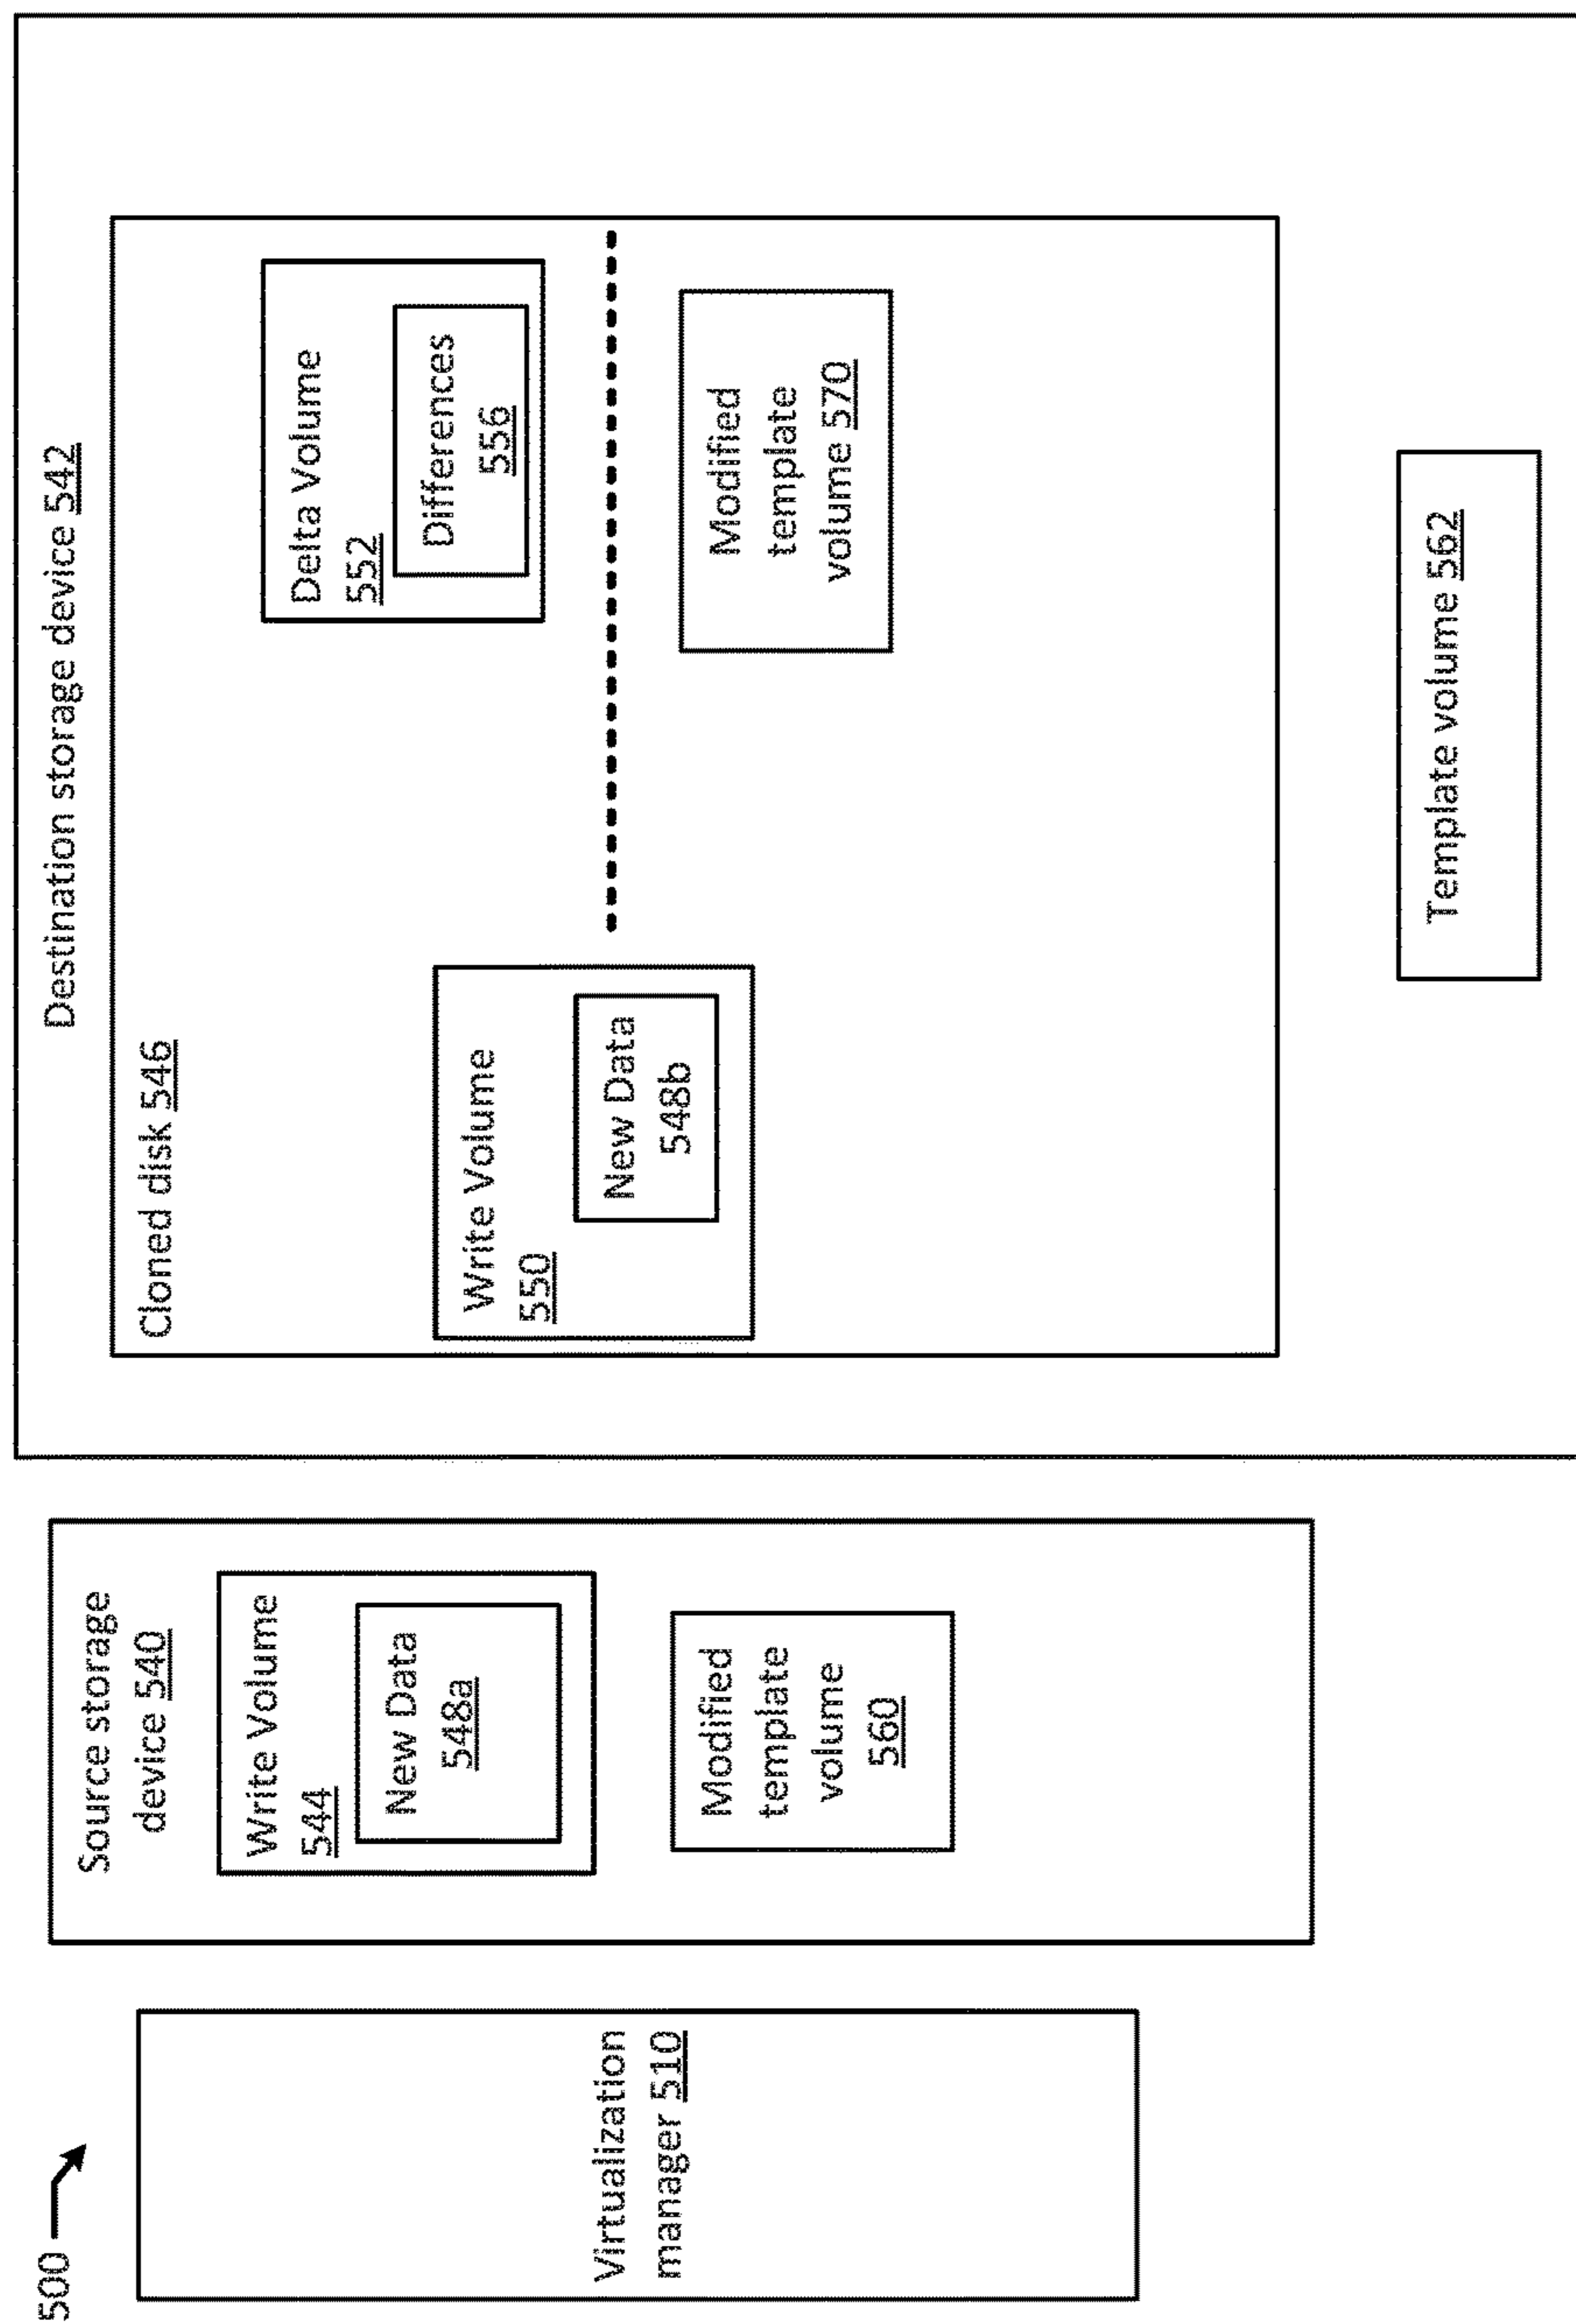 500
Virtualization
manager 510
Source storage
device 540
Write Volume
544
New Data
548a
Modified
template
volume
560
Destination storage device 542
Cloned disk 546
Write Volume
550
New Data
548b
Delta Volume
552
Differences
556
Modified
template
volume 570
Template volume 562